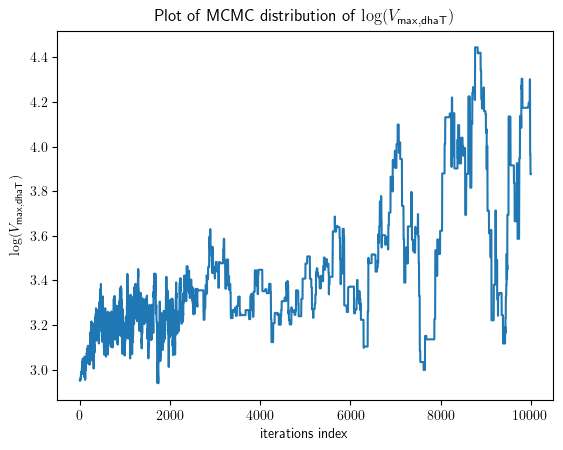 Plot of MCMC distribution of log(V_max,dhaT)
log(V_max,dhaT)
4.4
4.2
4.0
3.8
3.6
3.4
3.2
3.0
0 2000 4000 6000 8000 10000
iterations index